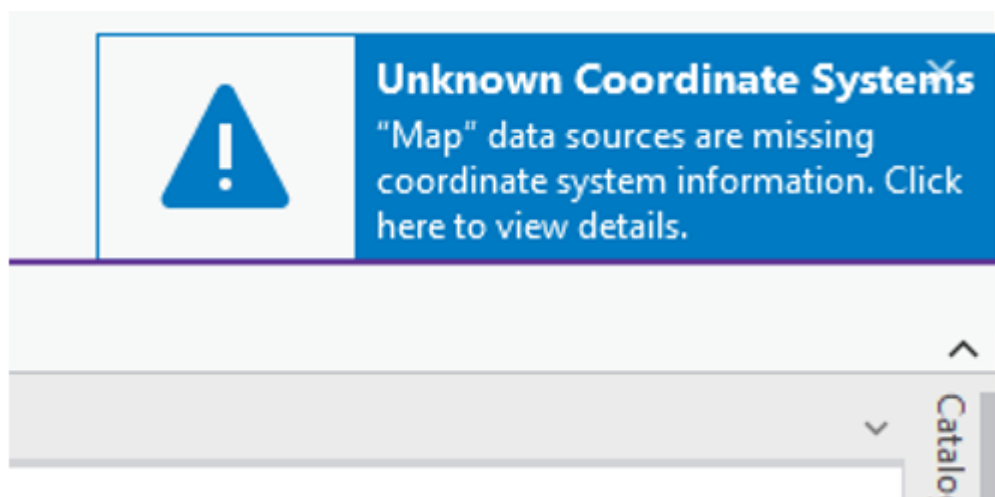 Unknown Coordinate Systems
“Map” data sources are missing
coordinate system information. Click
here to view details.